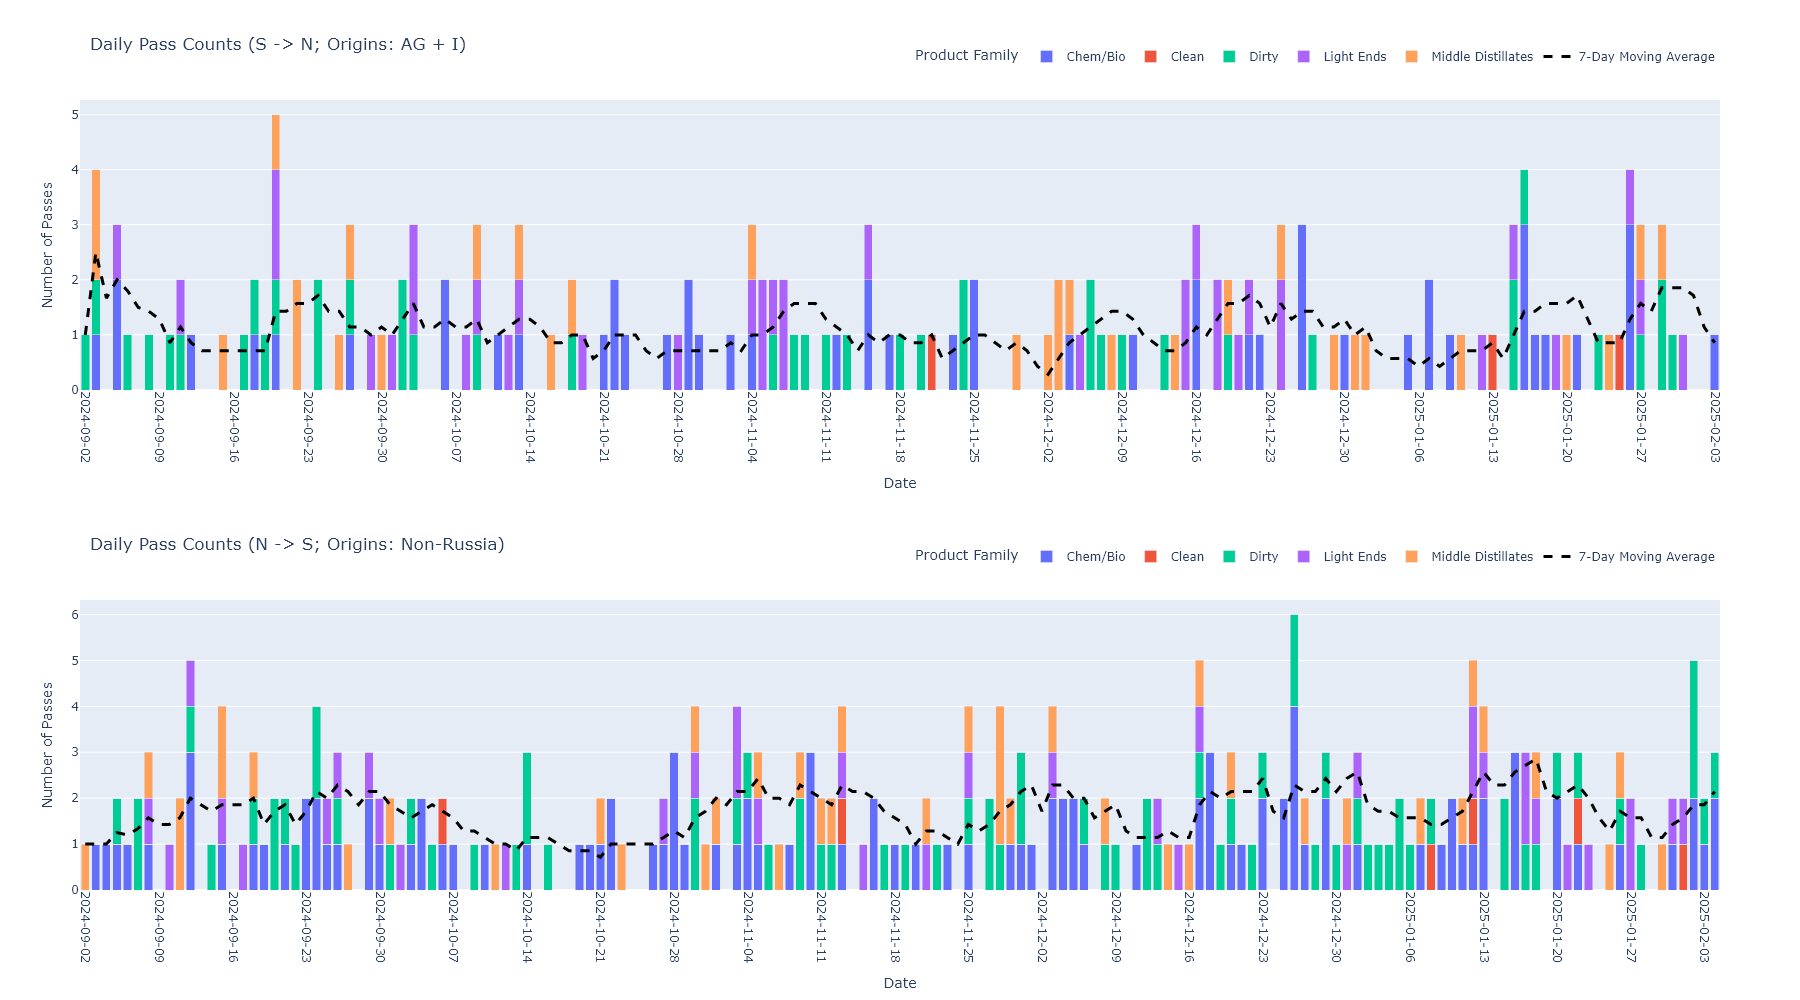 Daily Pass Counts (S -> N; Origins: AG + I)
Product Family Chem/Bio Clean Dirty Light Ends Middle Distillates 7-Day Moving Average
Number of Passes
5
4
3
2
1
0
2024-09-02 2024-09-09 2024-09-16 2024-09-23 2024-09-30 2024-10-07 2024-10-14 2024-10-21 2024-10-28 2024-11-04 2024-11-11 2024-11-18 2024-11-25 2024-12-02 2024-12-09 2024-12-16 2024-12-23 2024-12-30 2025-01-06 2025-01-13 2025-01-20 2025-01-27 2025-02-03
Date
Daily Pass Counts (N -> S; Origins: Non-Russia)
Product Family Chem/Bio Clean Dirty Light Ends Middle Distillates 7-Day Moving Average
Number of Passes
6
5
4
3
2
1
0
2024-09-02 2024-09-09 2024-09-16 2024-09-23 2024-09-30 2024-10-07 2024-10-14 2024-10-21 2024-10-28 2024-11-04 2024-11-11 2024-11-18 2024-11-25 2024-12-02 2024-12-09 2024-12-16 2024-12-23 2024-12-30 2025-01-06 2025-01-13 2025-01-20 2025-01-27 2025-02-03
Date